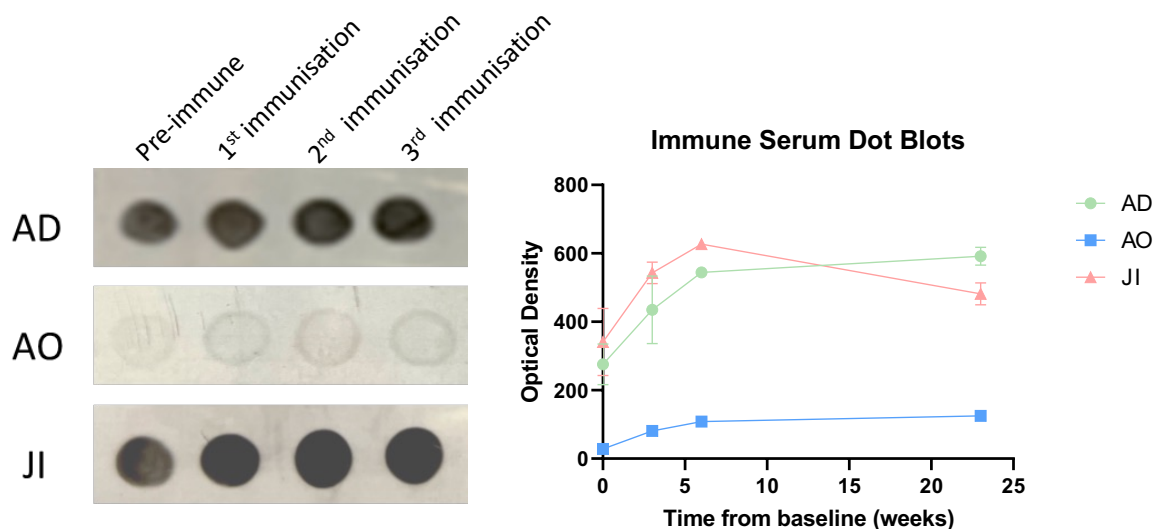 Pre-immune
1st immunisation
2nd immunisation
3rd immunisation
AD
AO
JI
Immune Serum Dot Blots
Optical Density
800
600
400
200
0
0 5 10 15 20 25
Time from baseline (weeks)
AD
AO
JI